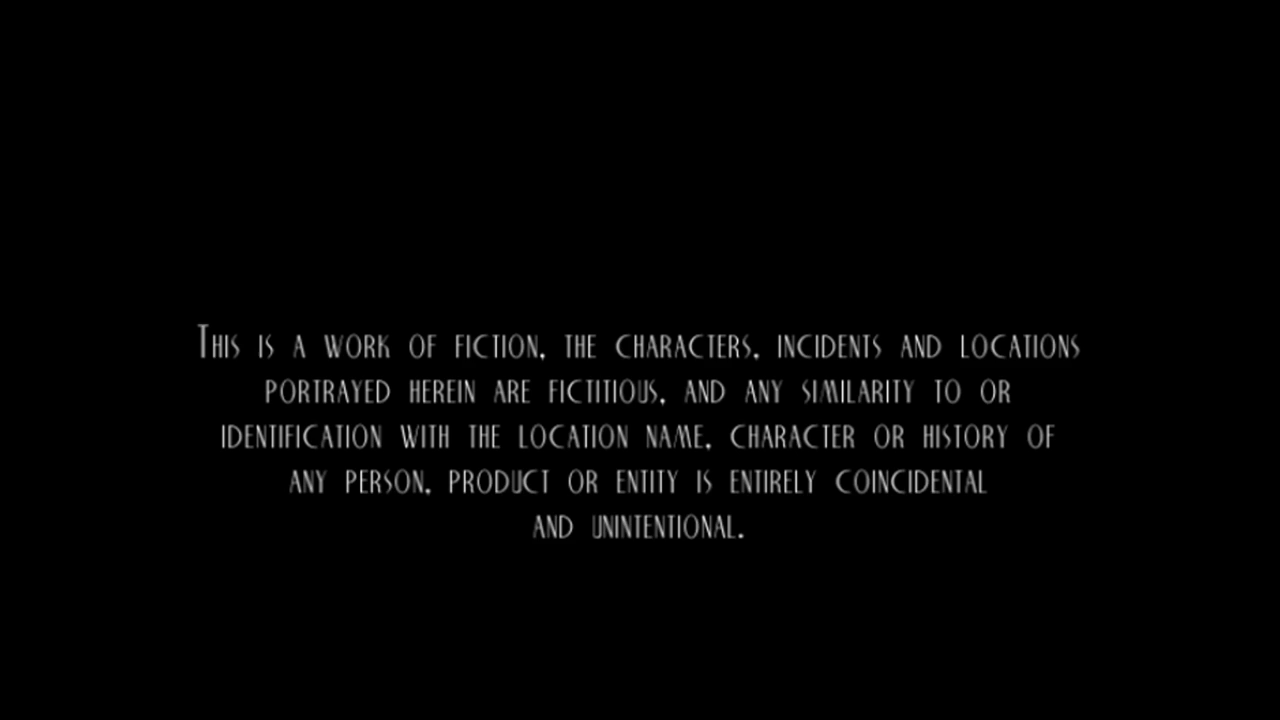 This is a work of fiction, the characters, incidents and locations
portrayed herein are fictitious, and any similarity to or
identification with the location name, character or history of
any person, product or entity is entirely coincidental
and unintentional.